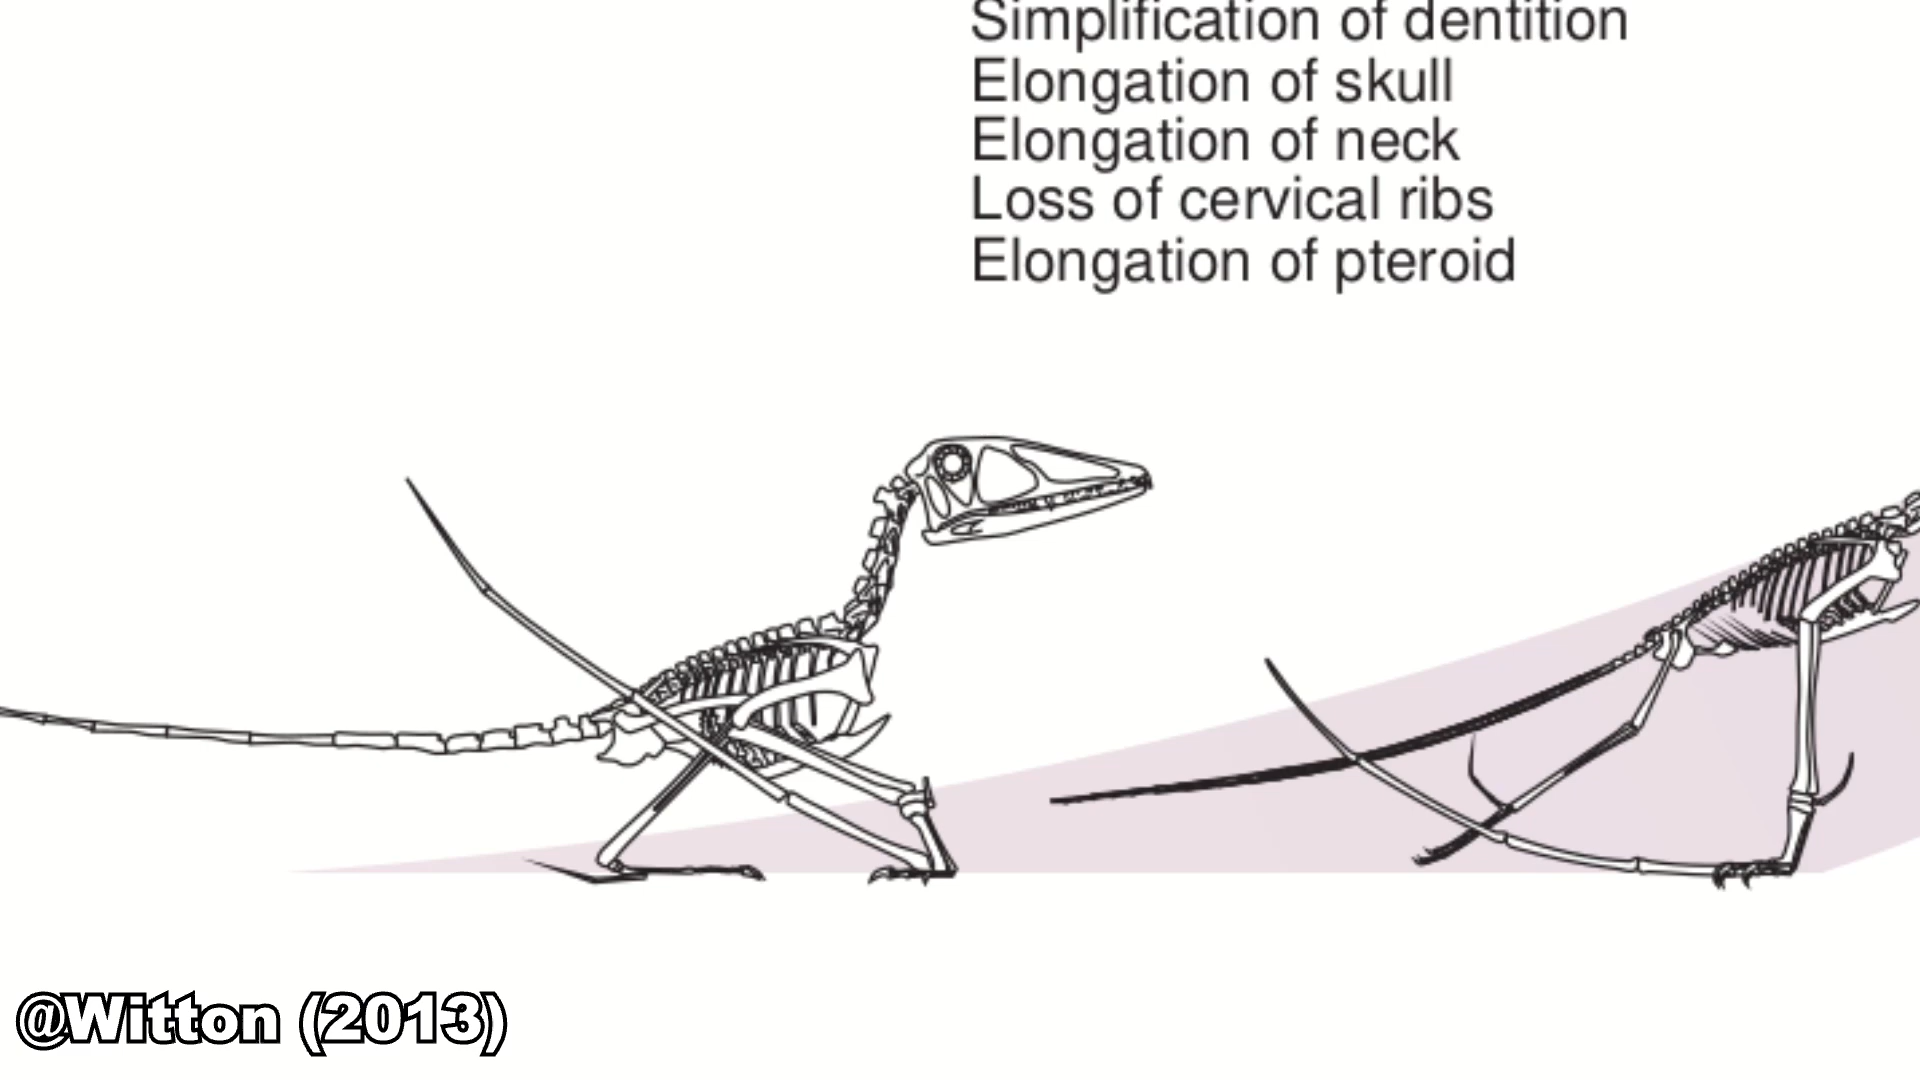 Simplification of dentition
Elongation of skull
Elongation of neck
Loss of cervical ribs
Elongation of pteroid
@Witton (2013)